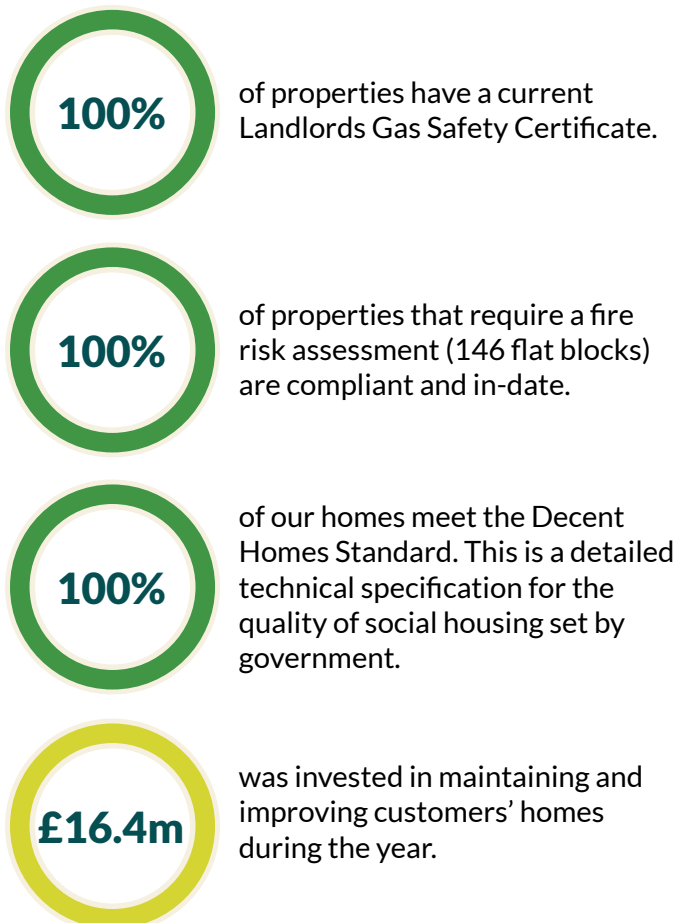 100%
of properties have a current
Landlords Gas Safety Certificate.
100%
of properties that require a fire
risk assessment (146 flat blocks)
are compliant and in-date.
100%
of our homes meet the Decent
Homes Standard. This is a detailed
technical specification for the
quality of social housing set by
government.
£16.4m
was invested in maintaining and
improving customers’ homes
during the year.